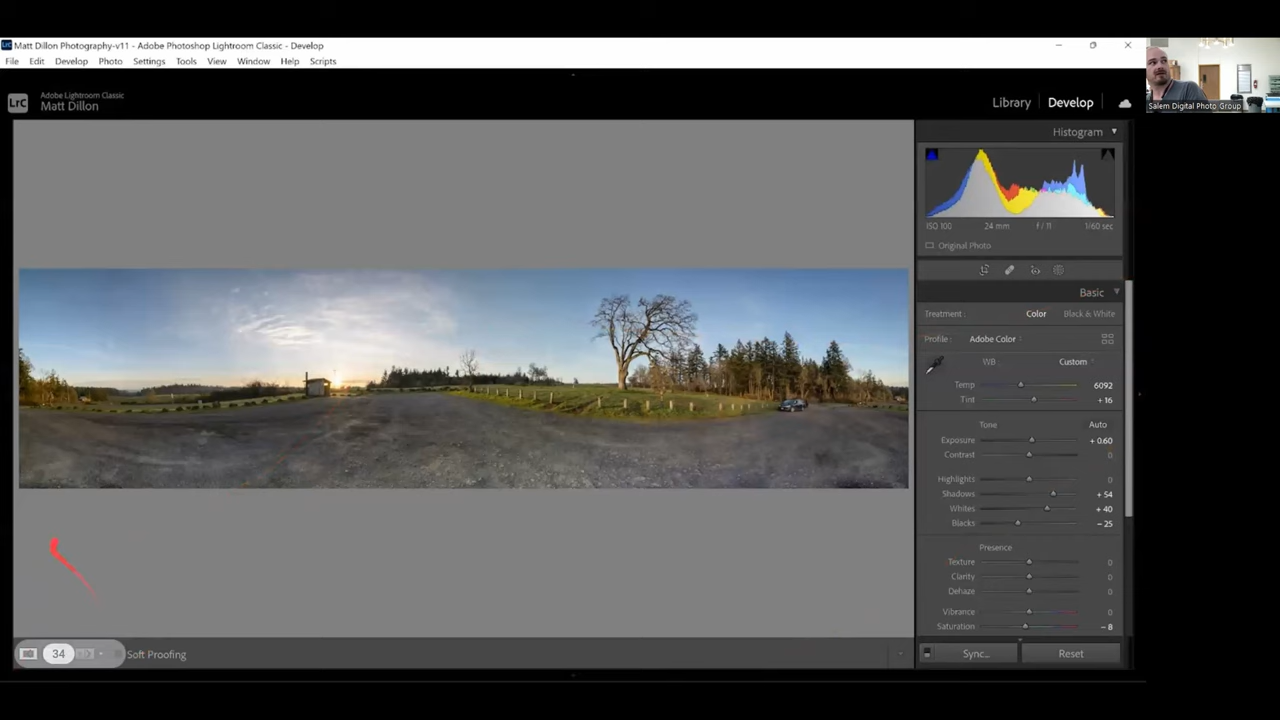 Matt Dillon Photography-v11 - Adobe Photoshop Lightroom Classic - Develop
File Edit Develop Photo Settings Tools View Window Help Scripts
Salem Digital Photo Group
LrC
Adobe Lightroom Classic
Matt Dillon
Library Develop
Histogram
ISO 100 24 mm f / 11 1/60 sec
Original Photo
Basic
Treatment : Color Black & White
Profile : Adobe Color
WB : Custom
Temp 6092
Tint + 16
Tone Auto
Exposure + 0.60
Contrast 0
Highlights 0
Shadows + 54
Whites + 40
Blacks − 25
Presence
Texture 0
Clarity 0
Dehaze 0
Vibrance 0
Saturation − 8
34 Soft Proofing Sync... Reset